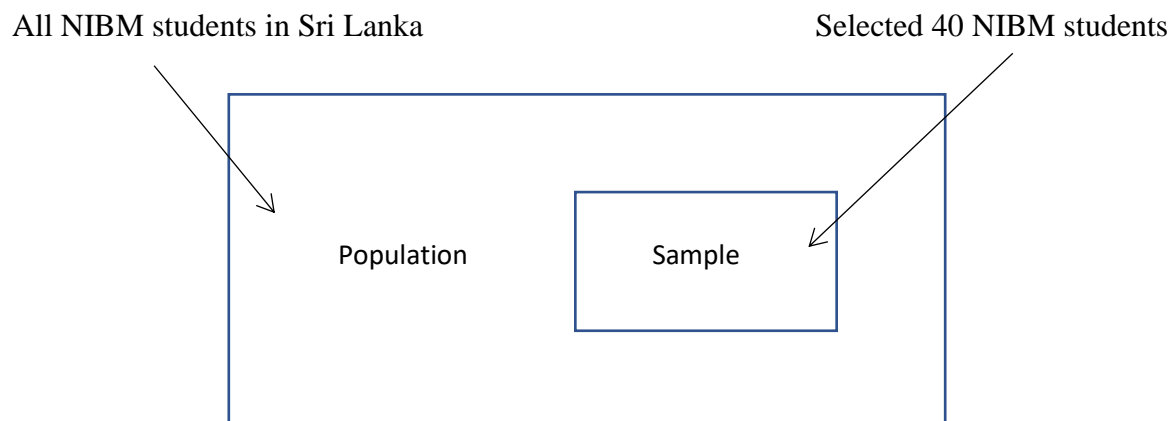 All NIBM students in Sri Lanka
Selected 40 NIBM students
Population
Sample